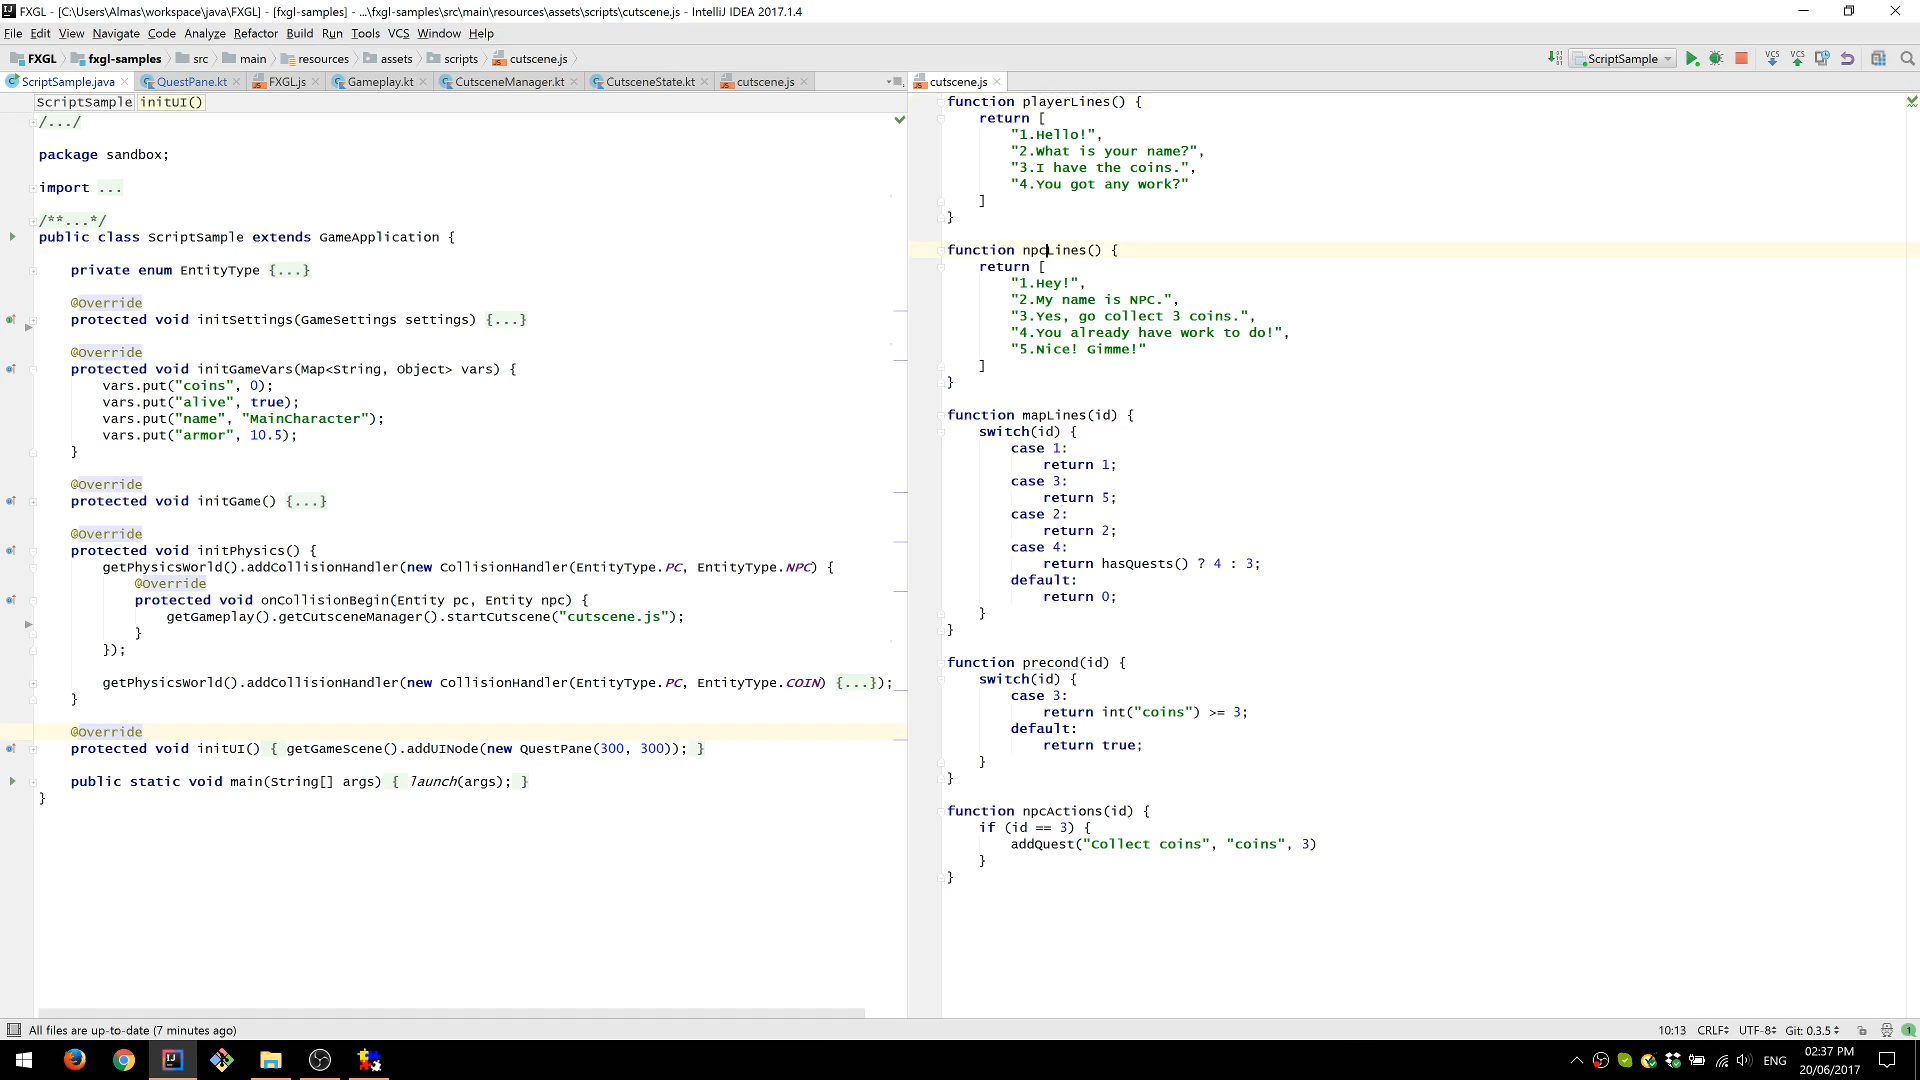 FXGL - [C:\Users\Almas\workspace\java\FXGL] - [fxgl-samples] - ...\fxgl-samples\src\main\resources\assets\scripts\cutscene.js - IntelliJ IDEA 2017.1.4
File Edit View Navigate Code Analyze Refactor Build Run Tools VCS Window Help
FXGL fxgl-samples src main resources assets scripts cutscene.js ScriptSample
ScriptSample.java QuestPane.kt FXGL.js Gameplay.kt CutsceneManager.kt CutsceneState.kt cutscene.js
ScriptSample initUI()
/.../
package sandbox;
import ...
/**...*/
public class ScriptSample extends GameApplication {
private enum EntityType {...}
@Override
protected void initSettings(GameSettings settings) {...}
@Override
protected void initGameVars(Map<String, Object> vars) {
vars.put("coins", 0);
vars.put("alive", true);
vars.put("name", "MainCharacter");
vars.put("armor", 10.5);
}
@Override
protected void initGame() {...}
@Override
protected void initPhysics() {
getPhysicsWorld().addCollisionHandler(new CollisionHandler(EntityType.PC, EntityType.NPC) {
@Override
protected void onCollisionBegin(Entity pc, Entity npc) {
getGameplay().getCutsceneManager().startCutscene("cutscene.js");
}
});
getPhysicsWorld().addCollisionHandler(new CollisionHandler(EntityType.PC, EntityType.COIN) {...});
}
@Override
protected void initUI() { getGameScene().addUINode(new QuestPane(300, 300)); }
public static void main(String[] args) { launch(args); }
}
cutscene.js
function playerLines() {
return [
"1.Hello!",
"2.What is your name?",
"3.I have the coins.",
"4.You got any work?"
]
}
function npcLines() {
return [
"1.Hey!",
"2.My name is NPC.",
"3.Yes, go collect 3 coins.",
"4.You already have work to do!",
"5.Nice! Gimme!"
]
}
function mapLines(id) {
switch(id) {
case 1:
return 1;
case 3:
return 5;
case 2:
return 2;
case 4:
return hasQuests() ? 4 : 3;
default:
return 0;
}
}
function precond(id) {
switch(id) {
case 3:
return int("coins") >= 3;
default:
return true;
}
}
function npcActions(id) {
if (id == 3) {
addQuest("Collect coins", "coins", 3)
}
}
All files are up-to-date (7 minutes ago)
10:13 CRLF UTF-8 Git: 0.3.5 1
ENG
02:37 PM
20/06/2017